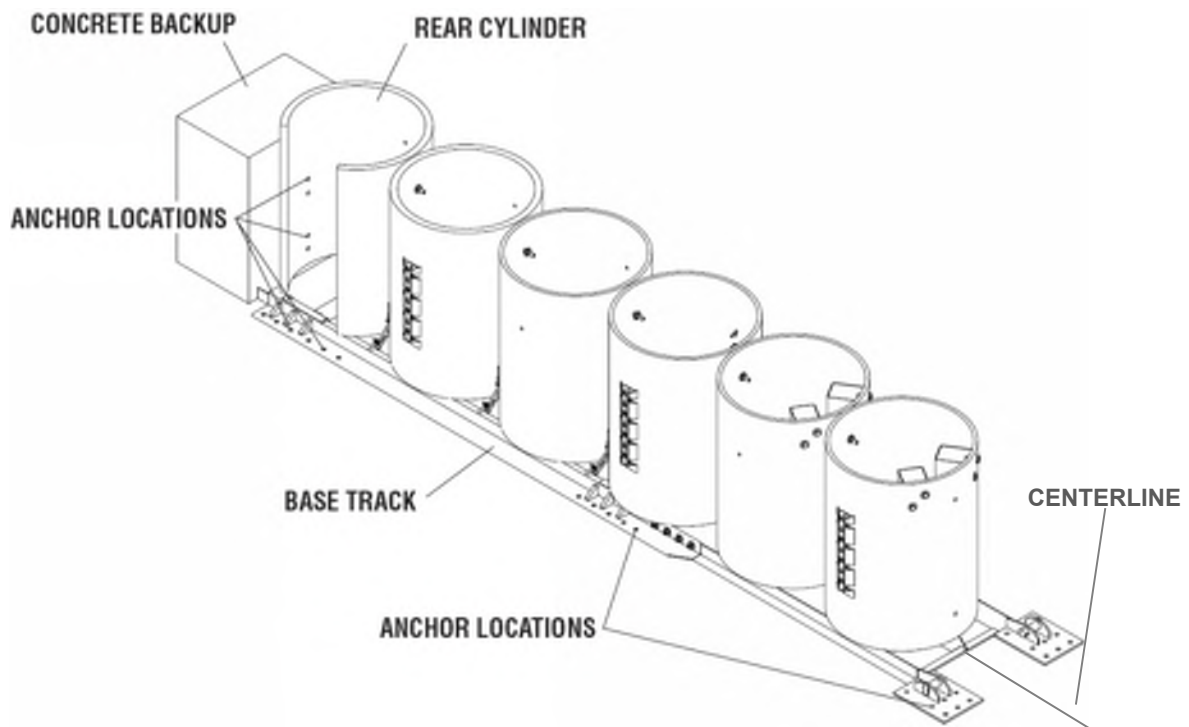 CONCRETE BACKUP
REAR CYLINDER
ANCHOR LOCATIONS
BASE TRACK
CENTERLINE
ANCHOR LOCATIONS